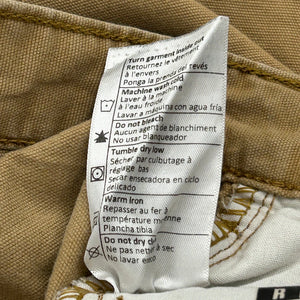 Turn garment inside out
Retournez le vêtement
à l'envers
Ponga la prenda del revés
Machine wash cold
Laver à la machine
à l'eau froide
Lavar a máquina con agua fría
Do not bleach
Aucun agent de blanchiment
No usar blanqueador
Tumble dry low
Sécher par culbutage à
réglage bas
Secar en secadora en ciclo
delicado
Warm iron
Repasser au fer à
température moyenne
Plancha tibia
Do not dry
Ne pas nettoyer à sec
No lavar en seco
R